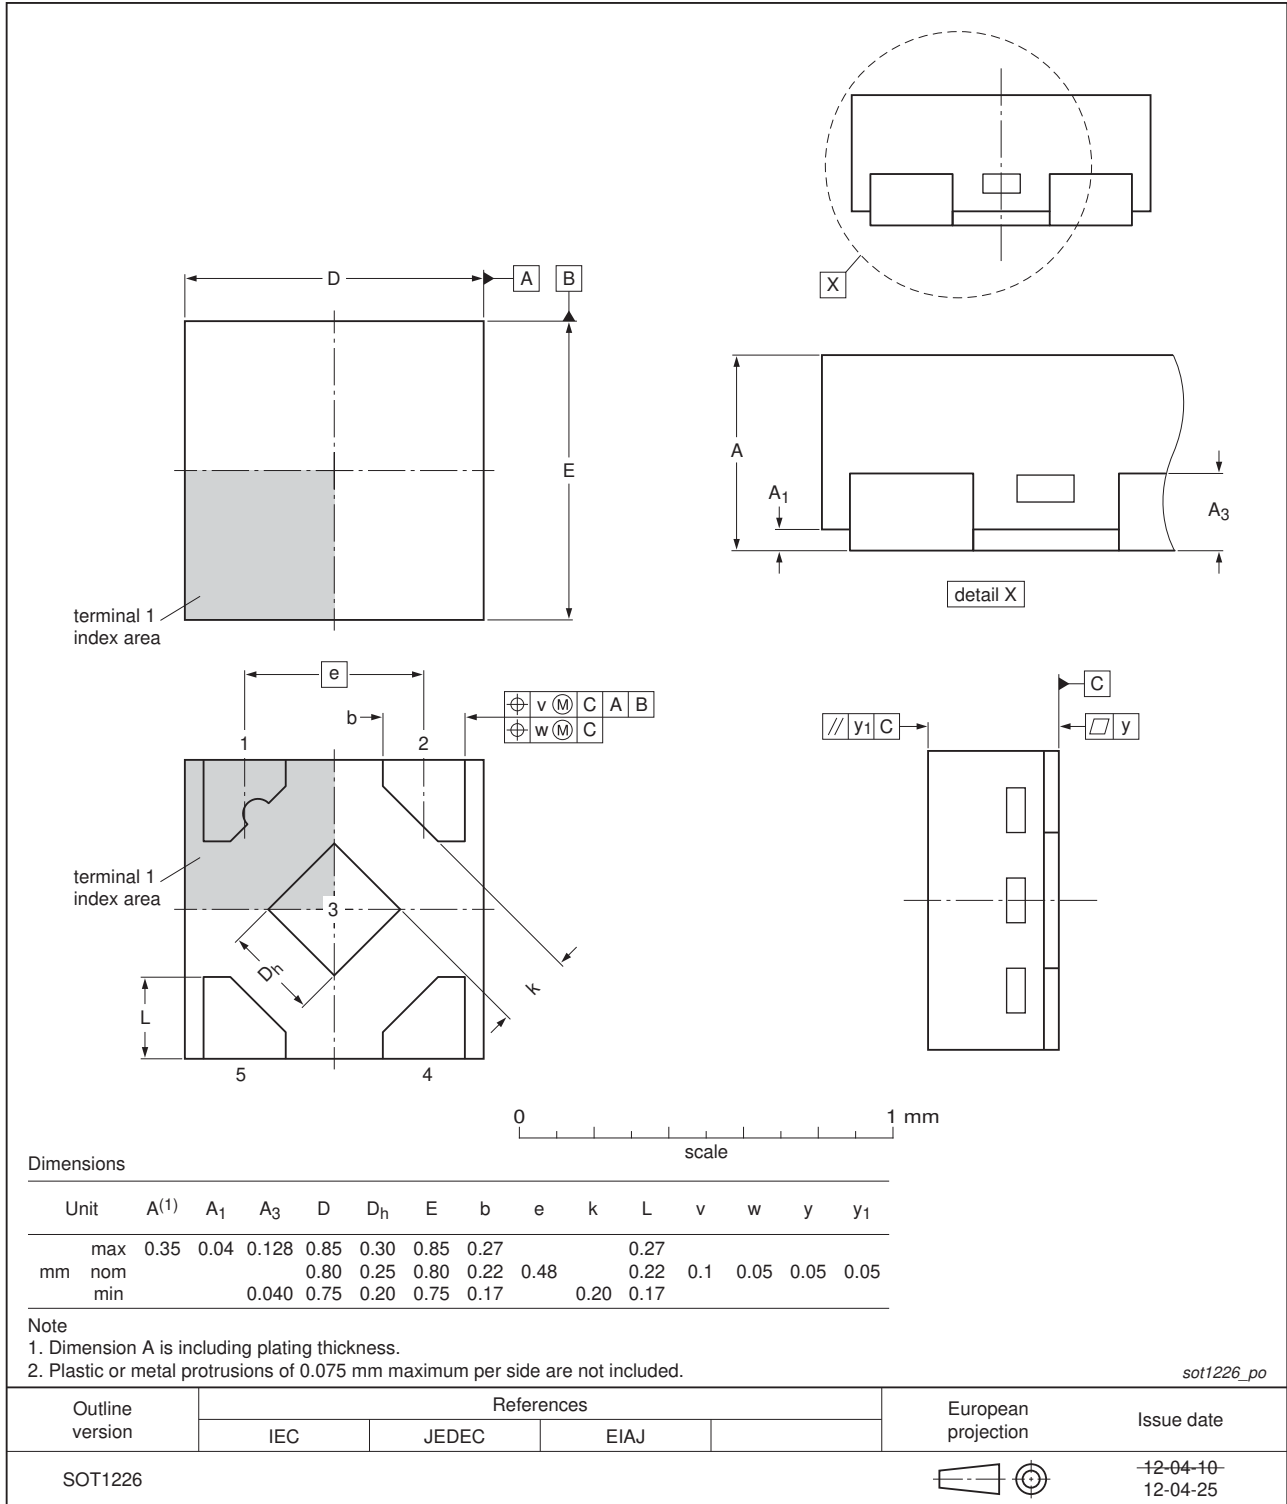 X
D
A
B
E
terminal 1
index area
A
A1
A3
detail X
e
b
v M C A B
w M C
1
2
terminal 1
index area
3
Dh
k
L
5
4
C
// y1 C
y
0
1 mm
scale
Dimensions
Unit A(1) A1 A3 D Dh E b e k L v w y y1
max 0.35 0.04 0.128 0.85 0.30 0.85 0.27 0.27
mm nom 0.80 0.25 0.80 0.22 0.48 0.22 0.1 0.05 0.05 0.05
min 0.040 0.75 0.20 0.75 0.17 0.20 0.17
Note
1. Dimension A is including plating thickness.
2. Plastic or metal protrusions of 0.075 mm maximum per side are not included.
sot1226_po
Outline
version
References
IEC JEDEC EIAJ
European
projection
Issue date
SOT1226
12-04-10
12-04-25